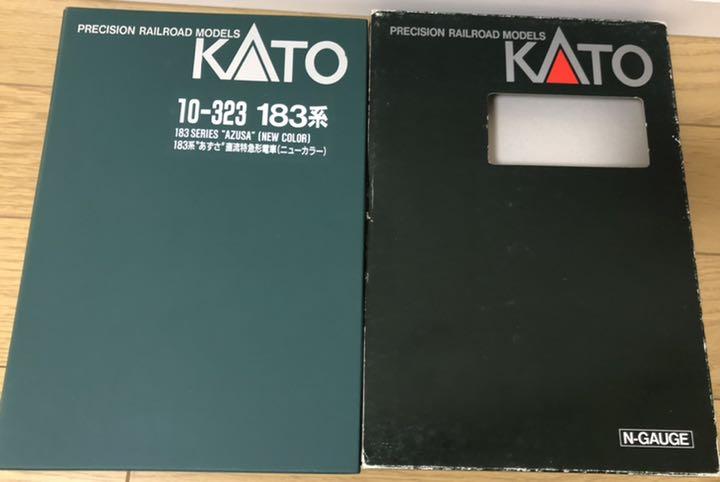 PRECISION RAILROAD MODELS
KATO
10-323 183系
183 SERIES "AZUSA" (NEW COLOR)
183系"あずさ"直流特急形電車(ニューカラー)
PRECISION RAILROAD MODELS
KATO
N-GAUGE